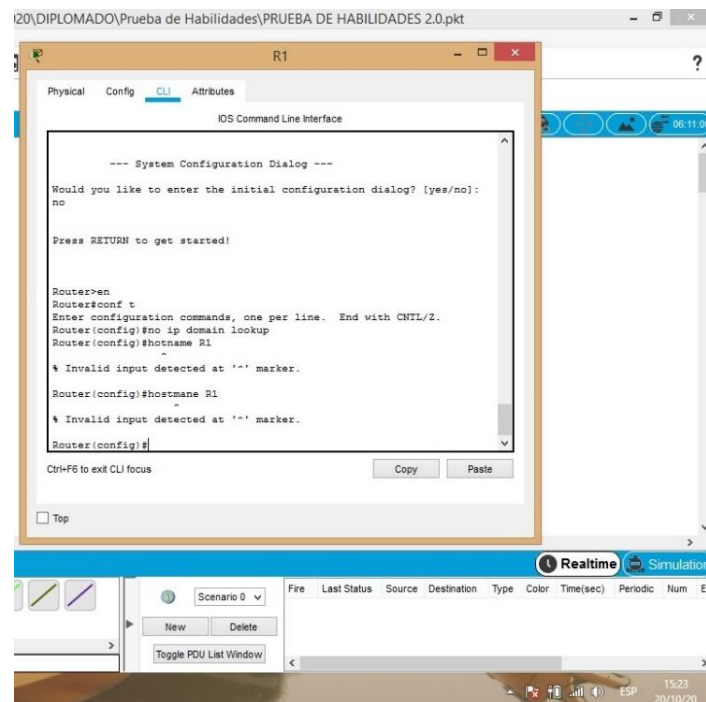 020\DIPLOMADO\Prueba de Habilidades\PRUEBA DE HABILIDADES 2.0.pkt
R1
?
Physical Config CLI Attributes
IOS Command Line Interface
06:11:0
--- System Configuration Dialog ---
Would you like to enter the initial configuration dialog? [yes/no]:
no
Press RETURN to get started!
Router>en
Router#conf t
Enter configuration commands, one per line. End with CNTL/Z.
Router(config)#no ip domain lookup
Router(config)#hotname R1
^
% Invalid input detected at '^' marker.
Router(config)#hostmane R1
^
% Invalid input detected at '^' marker.
Router(config)#
Ctrl+F6 to exit CLI focus
Copy Paste
Top
Realtime Simulation
Scenario 0
Fire Last Status Source Destination Type Color Time(sec) Periodic Num E
New Delete
Toggle PDU List Window
ESP
15:23
20/10/20